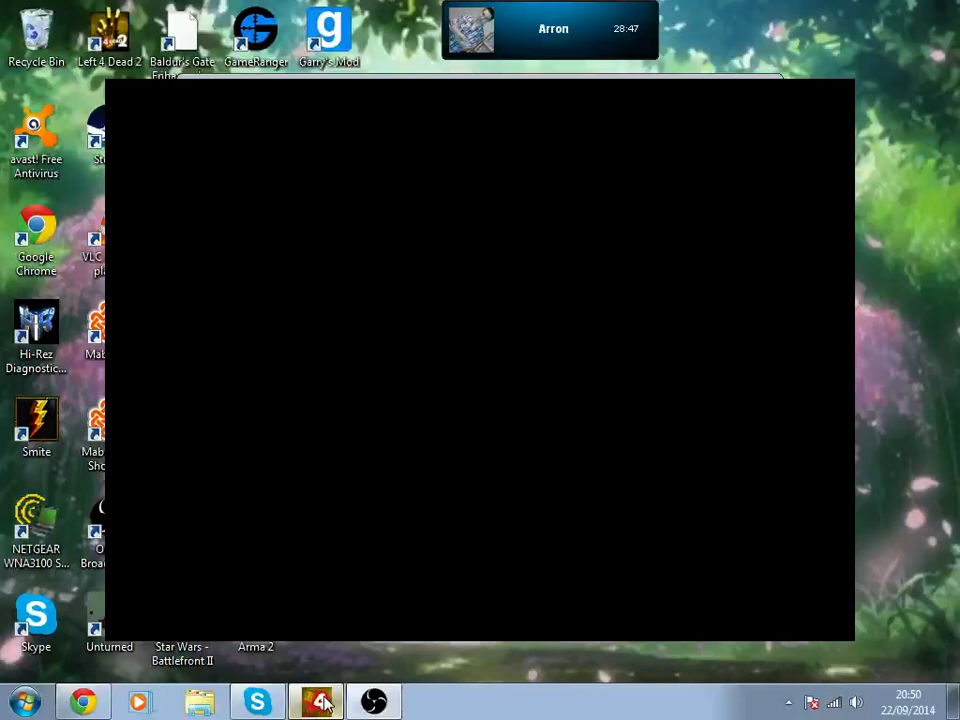 Arron
28:47
Recycle Bin
Left 4 Dead 2
Baldur's Gate
GameRanger
Garry's Mod
avast! Free
Antivirus
Google
Chrome
VLC
Hi-Rez
Diagnostic...
Mab
Smite
Mab
NETGEAR
WNA3100 S...
Skype
Unturned
Star Wars -
Battlefront II
Arma 2
20:50
22/09/2014